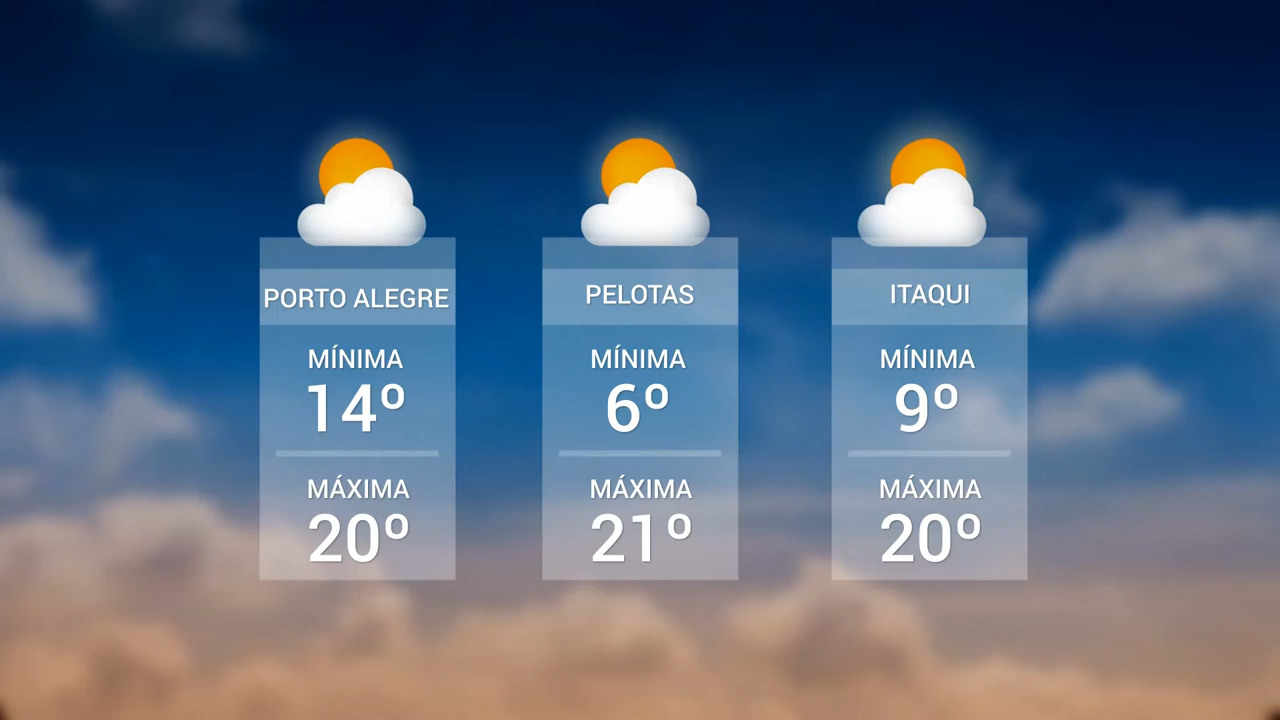 PORTO ALEGRE
MÍNIMA
14º
MÁXIMA
20º
PELOTAS
MÍNIMA
6º
MÁXIMA
21º
ITAQUI
MÍNIMA
9º
MÁXIMA
20º